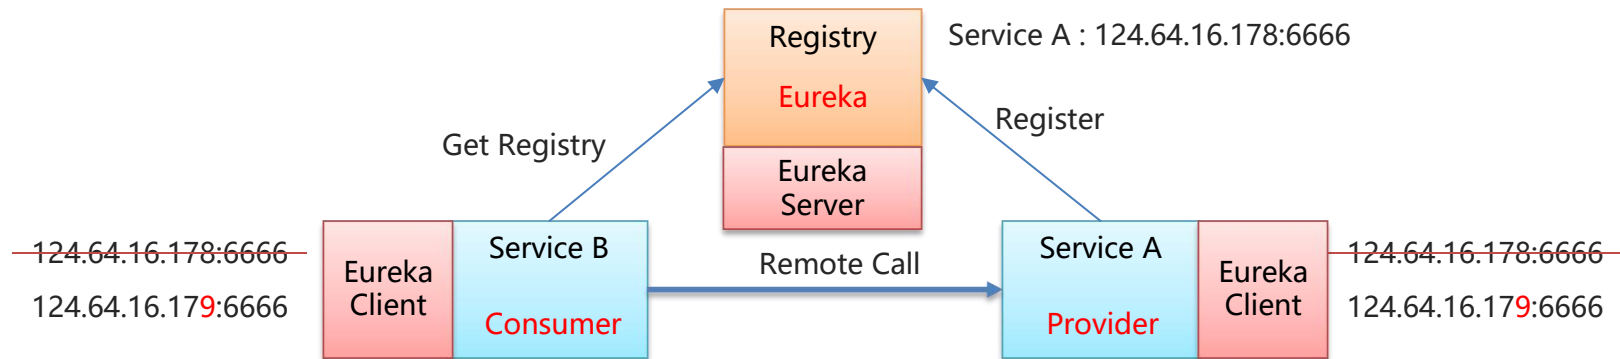 Registry
Eureka
Service A : 124.64.16.178:6666
Get Registry
Register
Eureka
Server
124.64.16.178:6666
124.64.16.179:6666
Eureka
Client
Service B
Consumer
Remote Call
Service A
Provider
Eureka
Client
124.64.16.178:6666
124.64.16.179:6666